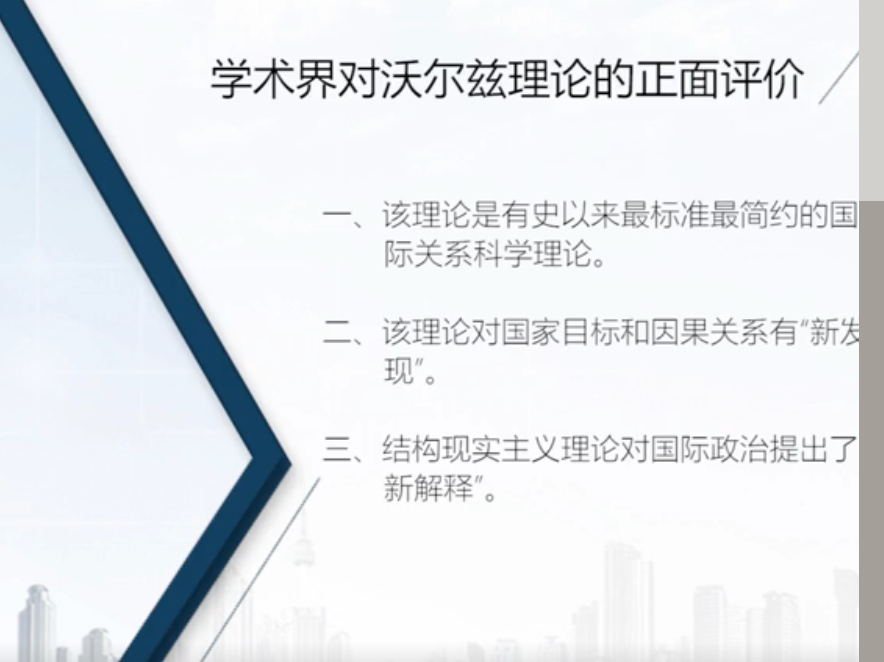 学术界对沃尔兹理论的正面评价
一、该理论是有史以来最标准最简约的国
际关系科学理论。
二、该理论对国家目标和因果关系有“新发
现”。
三、结构现实主义理论对国际政治提出了
新解释”。